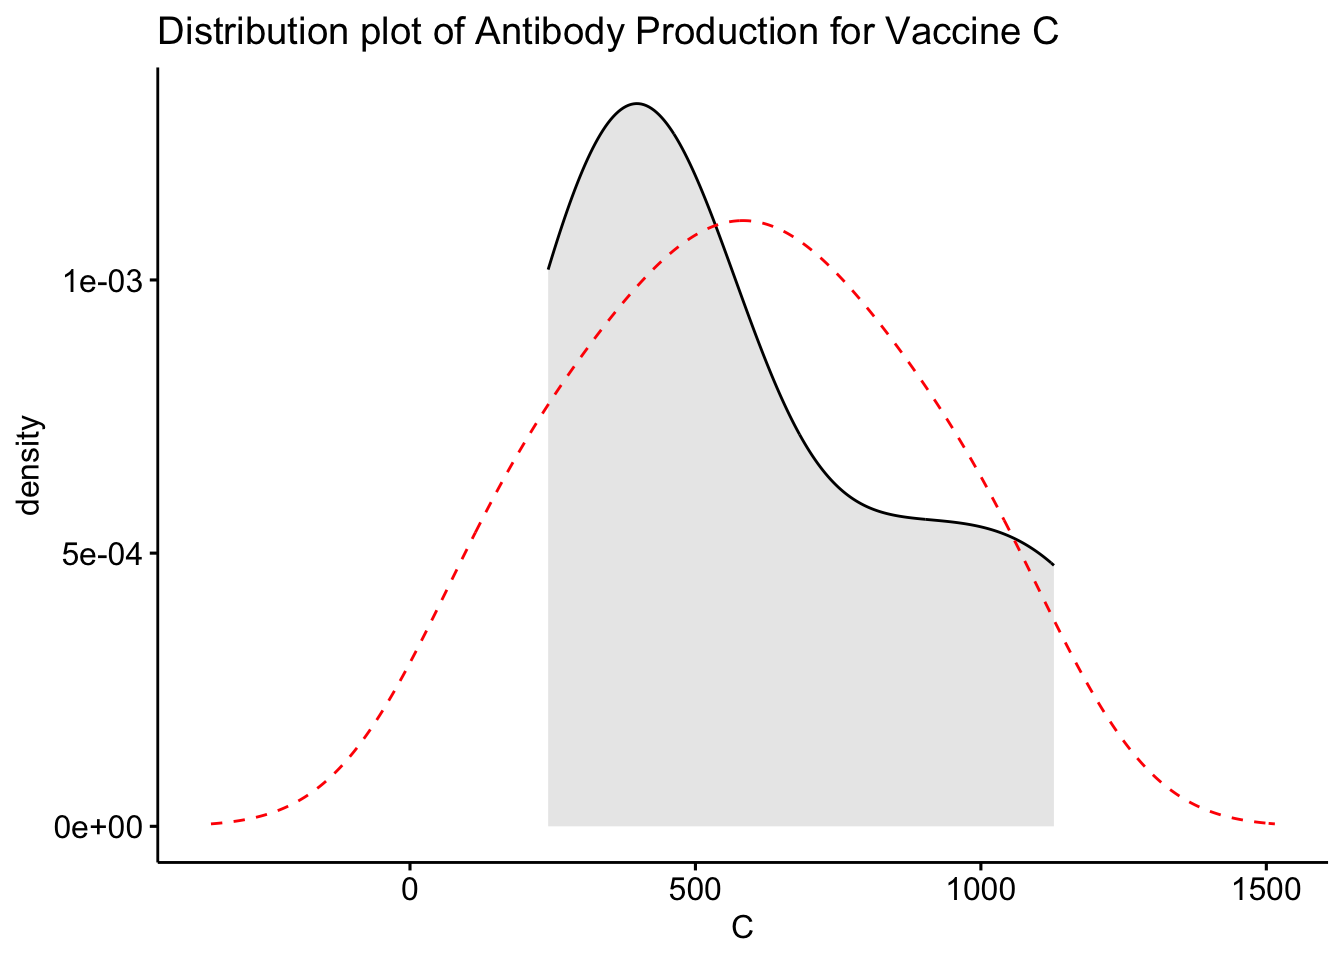 Distribution plot of Antibody Production for Vaccine C
density
1e-03
5e-04
0e+00
0 500 1000 1500
C